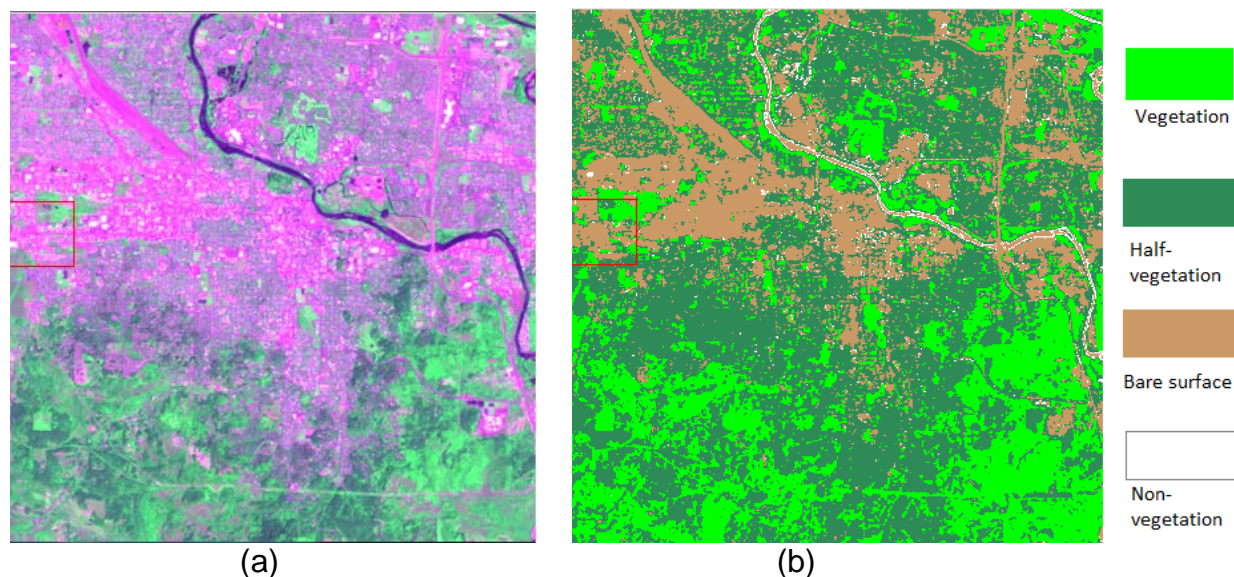 Vegetation
Half-
vegetation
Bare surface
Non-
vegetation
(a)
(b)